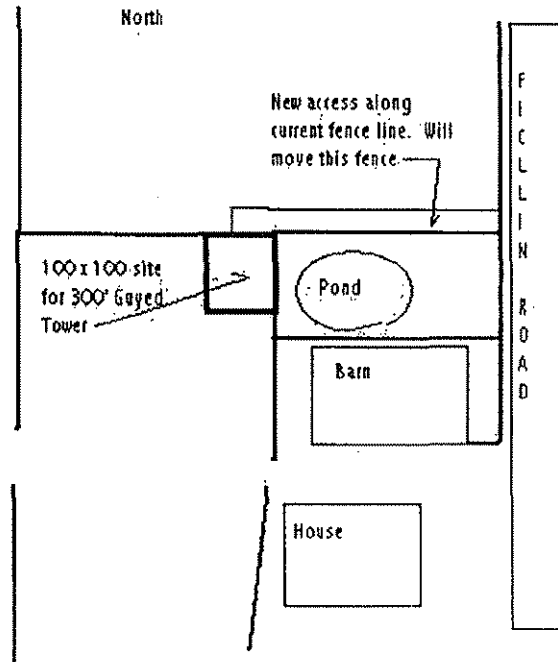 North
New access along
current fence line. Will
move this fence
100 x 100 site
for 300' Guyed
Tower
Pond
Barn
House
FICLLIN ROAD